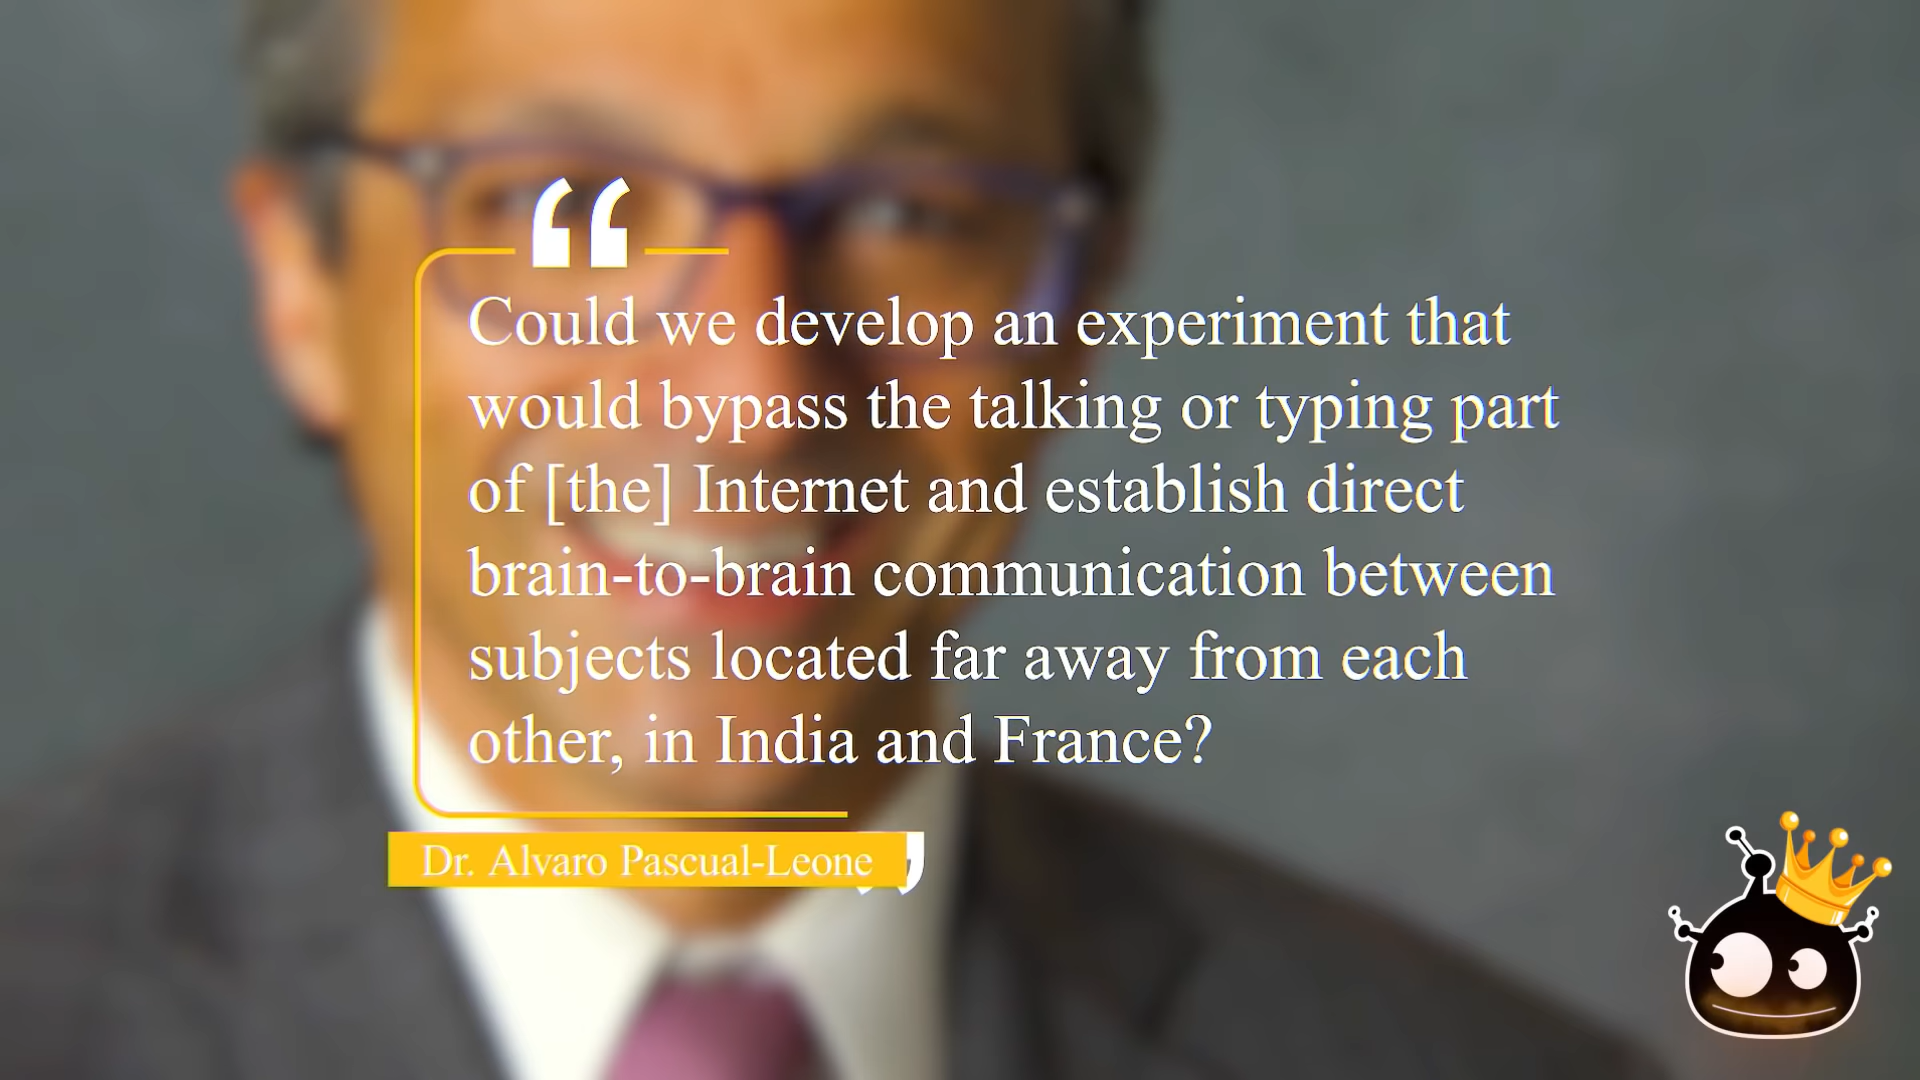 “
Could we develop an experiment that
would bypass the talking or typing part
of [the] Internet and establish direct
brain-to-brain communication between
subjects located far away from each
other, in India and France?
Dr. Alvaro Pascual-Leone